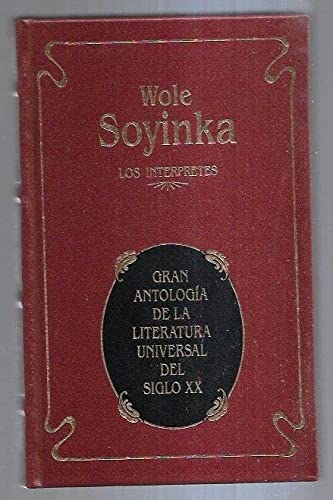 Wole
Soyinka
LOS INTERPRETES
GRAN
ANTOLOGÍA
DE LA
LITERATURA
UNIVERSAL
DEL
SIGLO XX